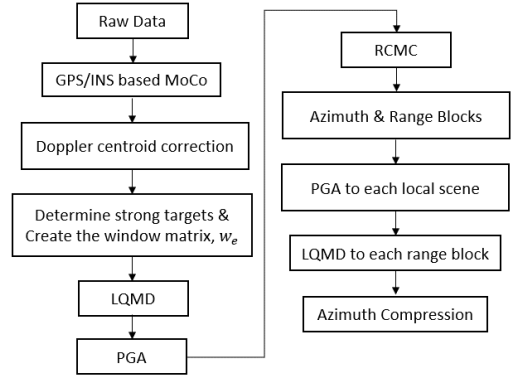 Raw Data
GPS/INS based MoCo
Doppler centroid correction
Determine strong targets &
Create the window matrix, wₑ
LQMD
PGA
RCMC
Azimuth & Range Blocks
PGA to each local scene
LQMD to each range block
Azimuth Compression